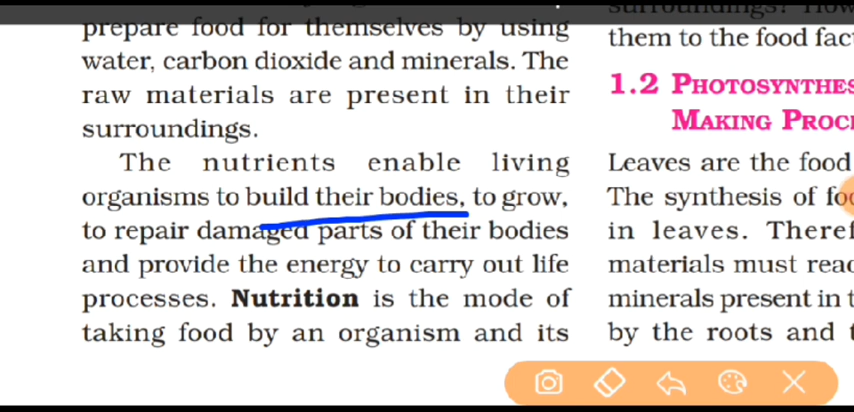 prepare food for themselves by using
water, carbon dioxide and minerals. The
raw materials are present in their
surroundings.
The nutrients enable living
organisms to build their bodies, to grow,
to repair damaged parts of their bodies
and provide the energy to carry out life
processes. Nutrition is the mode of
taking food by an organism and its
them to the food
1.2 PHOTOSYNTHES
MAKING PROC
Leaves are the food
The synthesis of
in leaves.
materials must
minerals present in
by the roots and